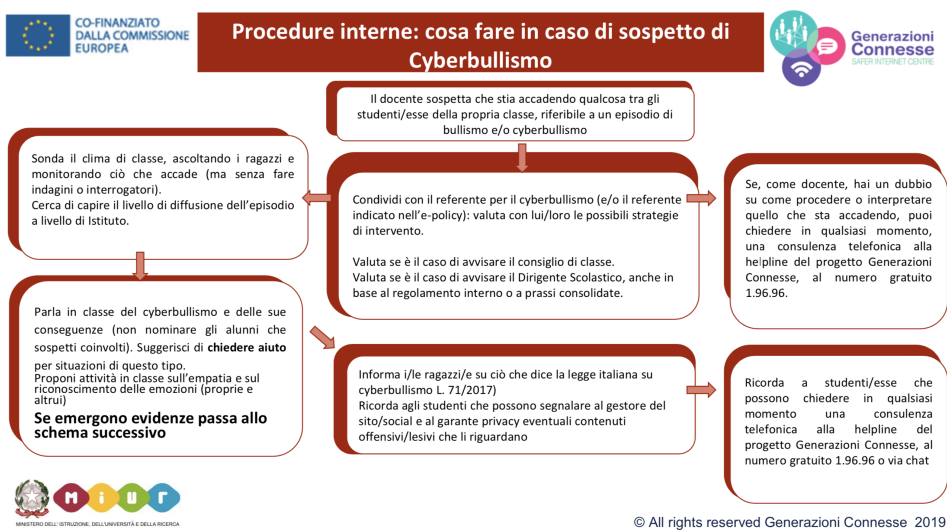 CO-FINANZIATO
DALLA COMMISSIONE
EUROPEA
Procedure interne: cosa fare in caso di sospetto di
Cyberbullismo
Generazioni
Connesse
SAFER INTERNET CENTRE
Il docente sospetta che stia accadendo qualcosa tra gli
studenti/esse della propria classe, riferibile a un episodio di
bullismo e/o cyberbullismo
Sonda il clima di classe, ascoltando i ragazzi e
monitorando ciò che accade (ma senza fare
indagini o interrogatori).
Cerca di capire il livello di diffusione dell’episodio
a livello di Istituto.
Condividi con il referente per il cyberbullismo (e/o il referente
indicato nell’e-policy): valuta con lui/loro le possibili strategie
di intervento.
Valuta se è il caso di avvisare il consiglio di classe.
Valuta se è il caso di avvisare il Dirigente Scolastico, anche in
base al regolamento interno o a prassi consolidate.
Se, come docente, hai un dubbio
su come procedere o interpretare
quello che sta accadendo, puoi
chiedere in qualsiasi momento,
una consulenza telefonica alla
helpline del progetto Generazioni
Connesse, al numero gratuito
1.96.96.
Parla in classe del cyberbullismo e delle sue
conseguenze (non nominare gli alunni che
sospetti coinvolti). Suggerisci di chiedere aiuto
per situazioni di questo tipo.
Proponi attività in classe sull’empatia e sul
riconoscimento delle emozioni (proprie e
altrui)
Se emergono evidenze passa allo
schema successivo
Informa i/le ragazzi/e su ciò che dice la legge italiana su
cyberbullismo L. 71/2017)
Ricorda agli studenti che possono segnalare al gestore del
sito/social e al garante privacy eventuali contenuti
offensivi/lesivi che li riguardano
Ricorda a studenti/esse che
possono chiedere in qualsiasi
momento una consulenza
telefonica alla helpline del
progetto Generazioni Connesse, al
numero gratuito 1.96.96 o via chat
miur
MINISTERO DELL’ ISTRUZIONE, DELL’UNIVERSITÀ E DELLA RICERCA
© All rights reserved Generazioni Connesse 2019